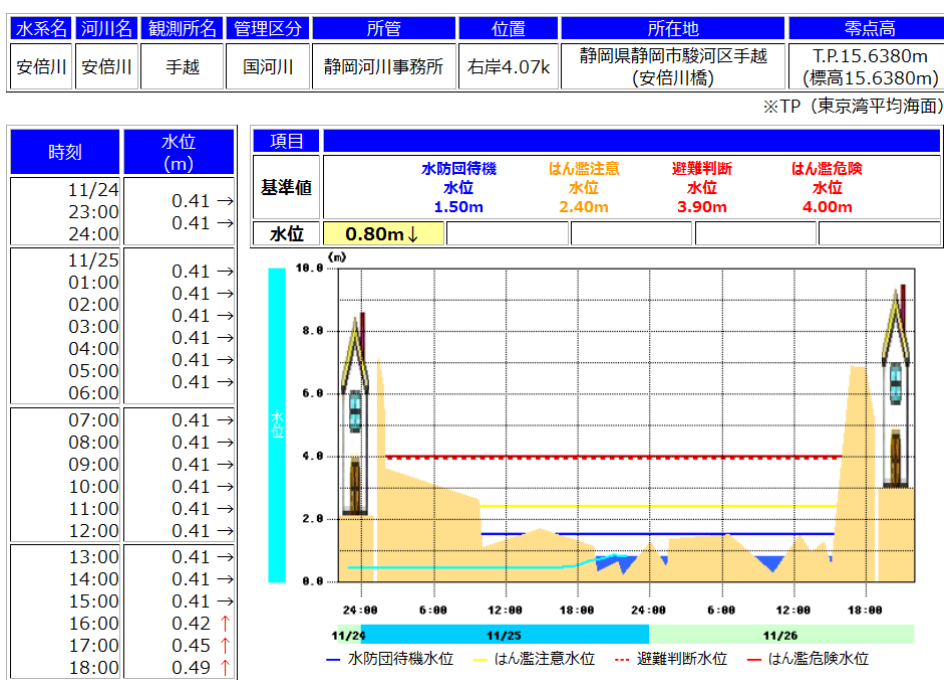 水系名 河川名 観測所名 管理区分 所管 位置 所在地 零点高
安倍川 安倍川 手越 国河川 静岡河川事務所 右岸4.07k 静岡県静岡市駿河区手越 T.P.15.6380m
(安倍川橋) (標高15.6380m)
※TP（東京湾平均海面）
時刻 水位
(m)
11/24
23:00 0.41 →
24:00 0.41 →
11/25
01:00 0.41 →
02:00 0.41 →
03:00 0.41 →
04:00 0.41 →
05:00 0.41 →
06:00 0.41 →
07:00 0.41 →
08:00 0.41 →
09:00 0.41 →
10:00 0.41 →
11:00 0.41 →
12:00 0.41 →
13:00 0.41 →
14:00 0.41 →
15:00 0.41 →
16:00 0.42 ↑
17:00 0.45 ↑
18:00 0.49 ↑
項目
基準値
水防団待機 はん濫注意 避難判断 はん濫危険
水位 水位 水位 水位
1.50m 2.40m 3.90m 4.00m
水位 0.80m↓
(m)
10.0
8.0
6.0
水位
4.0
2.0
0.0
24:00 6:00 12:00 18:00 24:00 6:00 12:00 18:00
11/24 11/25 11/26
水防団待機水位 はん濫注意水位 避難判断水位 はん濫危険水位